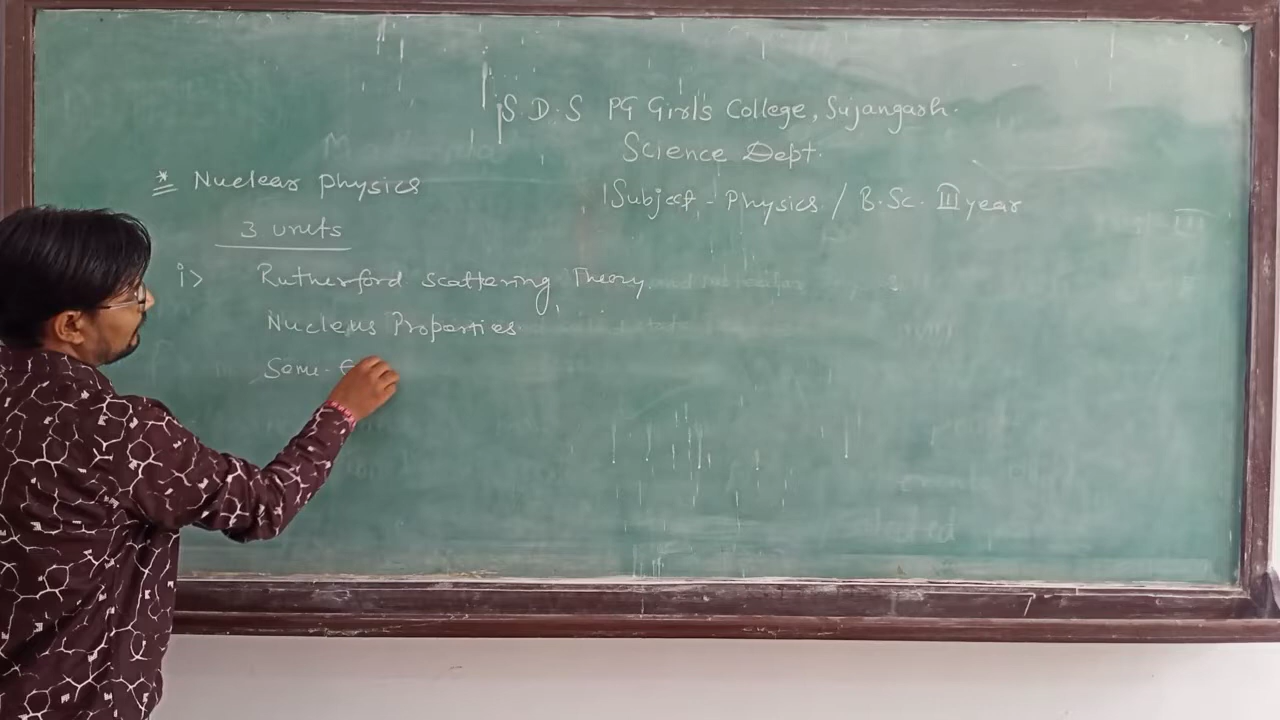 S.D.S PG Girl's College, Sujangarh.
Science Dept.
Subject - Physics / B.Sc. III year
* Nuclear Physics
3 units
i> Rutherford scattering Theory,
Nucleus Properties.
Some.